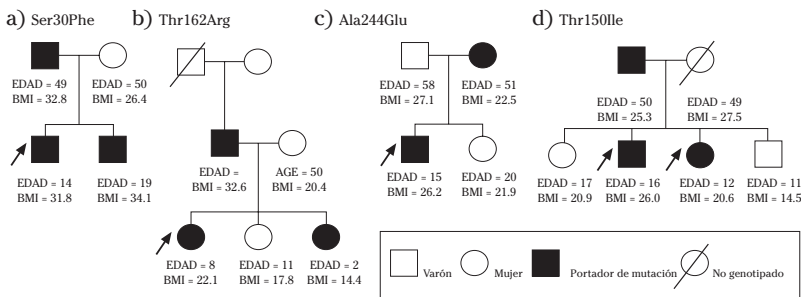 a) Ser30Phe
EDAD = 49
BMI = 32.8
EDAD = 50
BMI = 26.4
EDAD = 14
BMI = 31.8
EDAD = 19
BMI = 34.1
b) Thr162Arg
EDAD =
BMI = 32.6
AGE = 50
BMI = 20.4
EDAD = 8
BMI = 22.1
EDAD = 11
BMI = 17.8
EDAD = 2
BMI = 14.4
c) Ala244Glu
EDAD = 58
BMI = 27.1
EDAD = 51
BMI = 22.5
EDAD = 15
BMI = 26.2
EDAD = 20
BMI = 21.9
d) Thr150Ile
EDAD = 50
BMI = 25.3
EDAD = 49
BMI = 27.5
EDAD = 17
BMI = 20.9
EDAD = 16
BMI = 26.0
EDAD = 12
BMI = 20.6
EDAD = 11
BMI = 14.5
Varón
Mujer
Portador de mutación
No genotipado